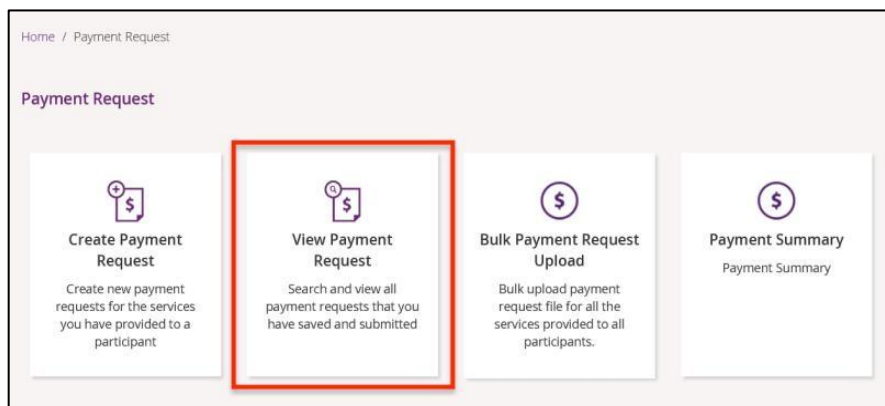 Home / Payment Request
Payment Request
Create Payment
Request
Create new payment
requests for the services
you have provided to a
participant
View Payment
Request
Search and view all
payment requests that you
have saved and submitted
Bulk Payment Request
Upload
Bulk upload payment
request file for all the
services provided to all
participants.
Payment Summary
Payment Summary